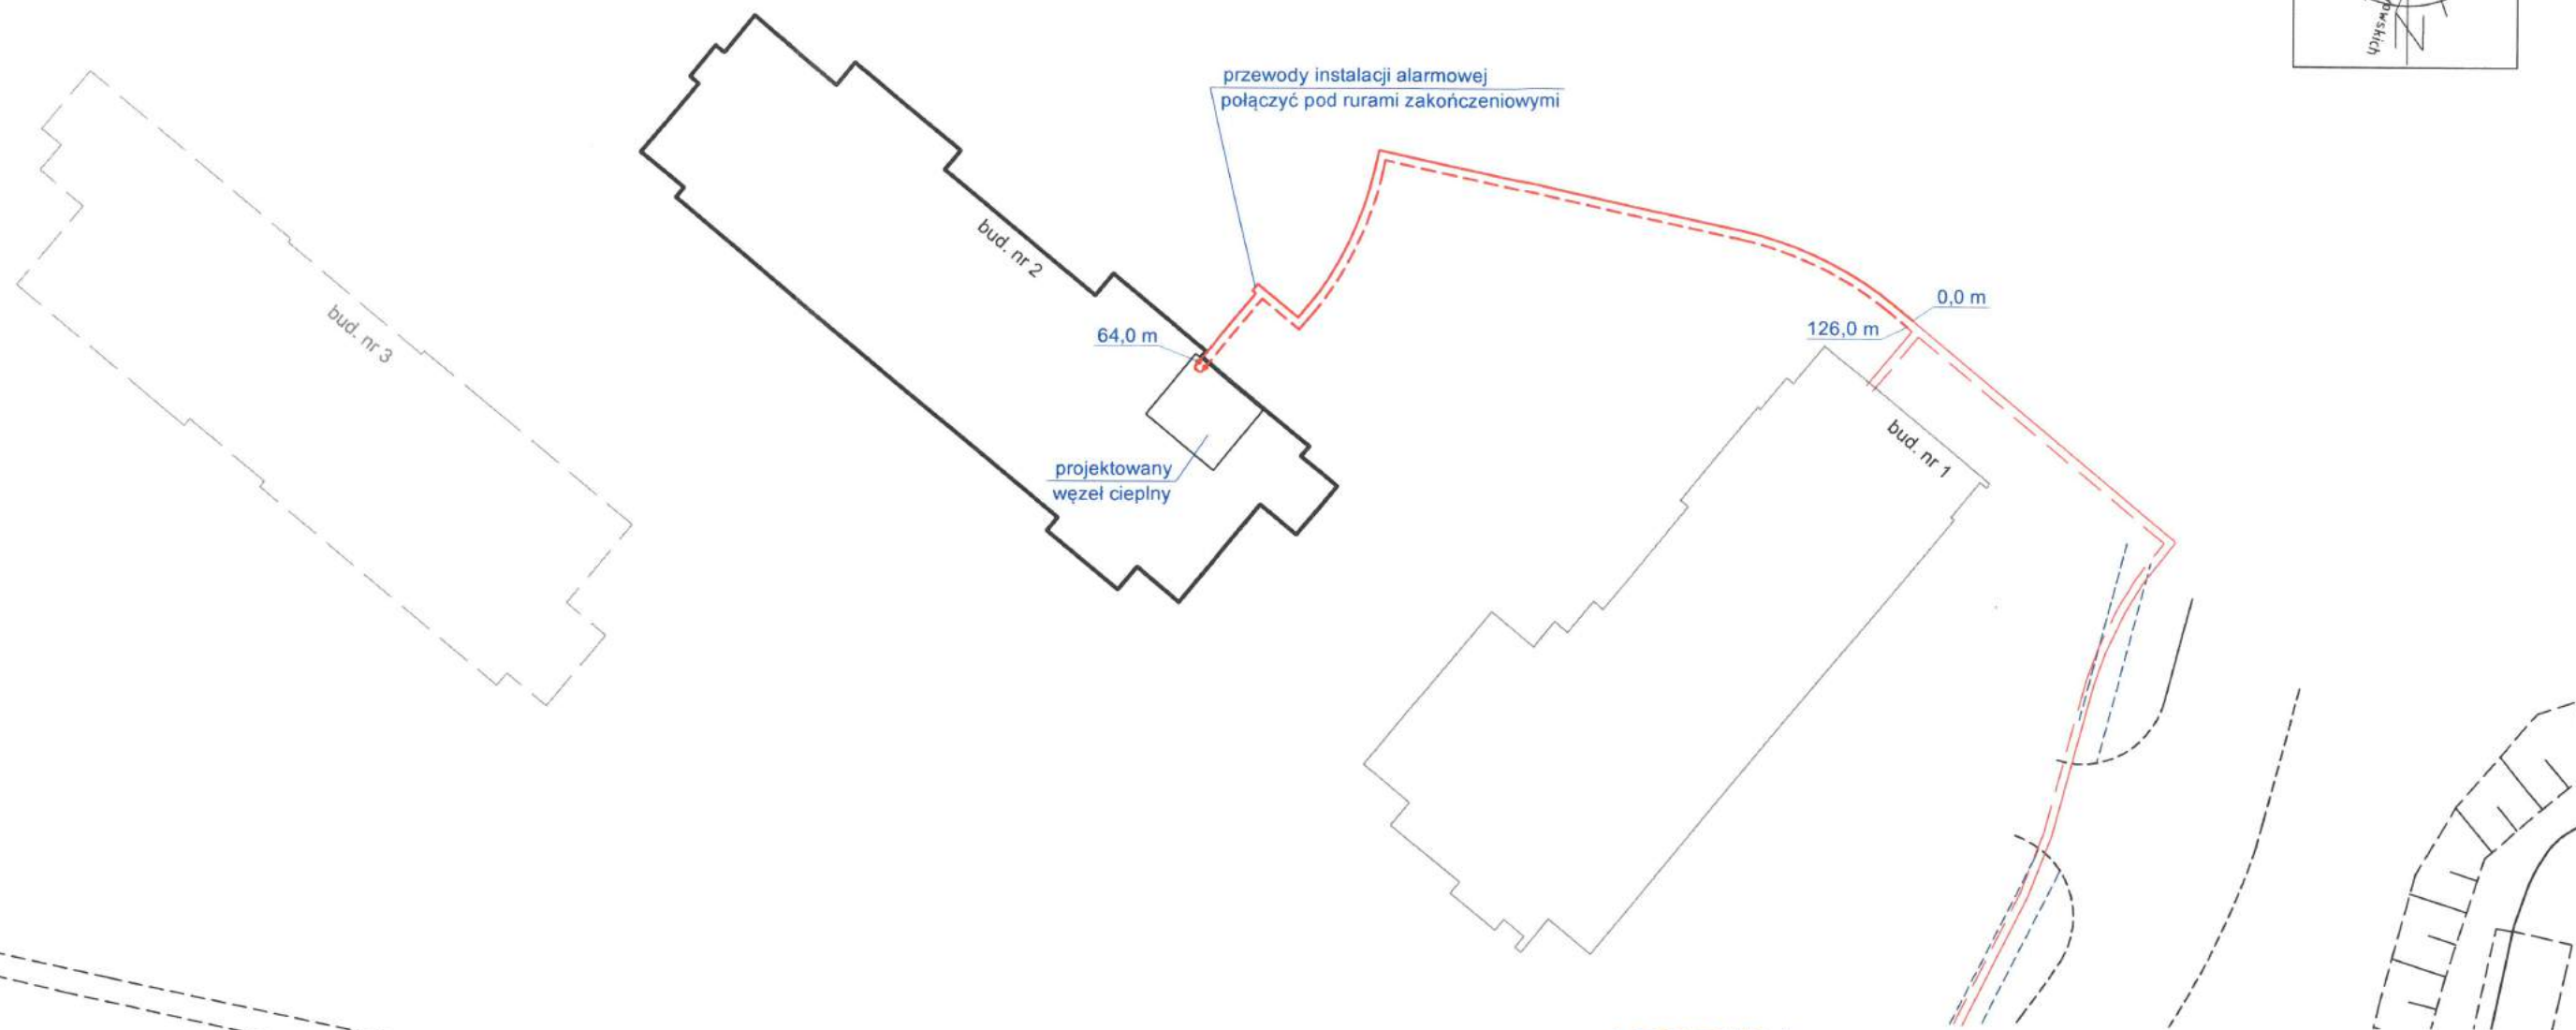 owskich
N
przewody instalacji alarmowej
połączyć pod rurami zakończeniowymi
bud. nr 2
bud. nr 3
0,0 m
126,0 m
64,0 m
bud. nr 1
projektowany
węzeł cieplny